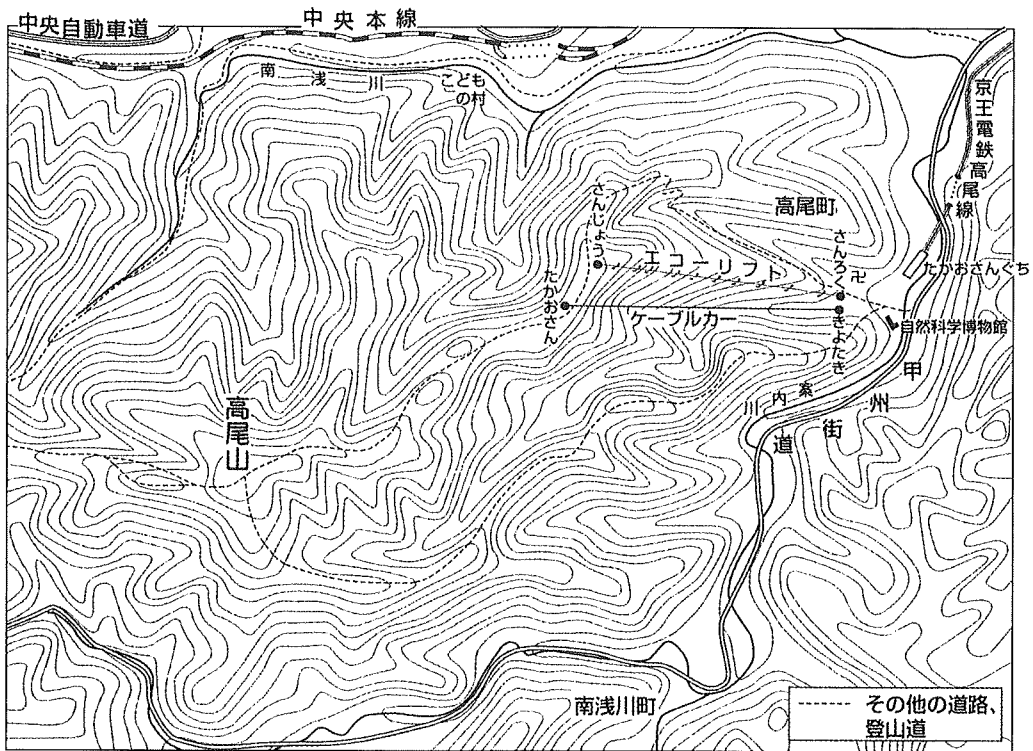 中央自動車道
中央本線
南浅川
こども
の村
京王電鉄高尾線
高尾町
さんじょう
エコーリフト
さんろく
卍
たかおさんぐち
たかおさん
ケーブルカー
きよたき
自然科学博物館
高尾山
案内川
甲州街道
南浅川町
その他の道路、
登山道